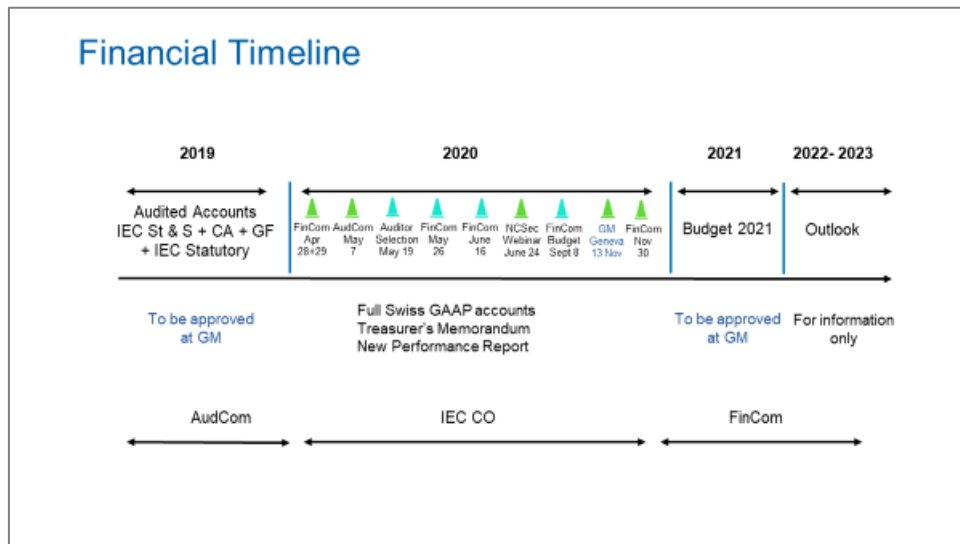 Financial Timeline
2019
2020
2021
2022- 2023
Audited Accounts
IEC St & S + CA + GF
+ IEC Statutory
FinCom
Apr
28+29
AudCom
May
7
Auditor
Selection
May 19
FinCom
May
26
FinCom
June
16
NCSec
Webinar
June 24
FinCom
Budget
Sept 8
GM
Geneva
13 Nov
FinCom
Nov
30
Budget 2021
Outlook
To be approved
at GM
Full Swiss GAAP accounts
Treasurer's Memorandum
New Performance Report
To be approved
at GM
For information
only
AudCom
IEC CO
FinCom